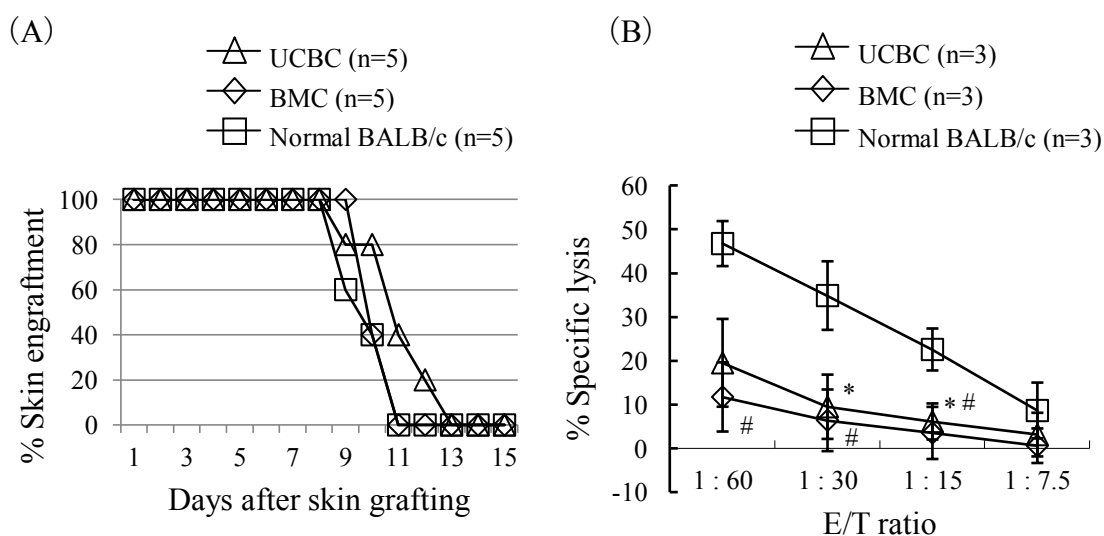 (A)
UCBC (n=5)
BMC (n=5)
Normal BALB/c (n=5)
% Skin engraftment
100
80
60
40
20
0
1 3 5 7 9 11 13 15
Days after skin grafting
(B)
UCBC (n=3)
BMC (n=3)
Normal BALB/c (n=3)
% Specific lysis
60
50
40
30
20
10
0
-10
*
* #
#
#
1 : 60 1 : 30 1 : 15 1 : 7.5
E/T ratio